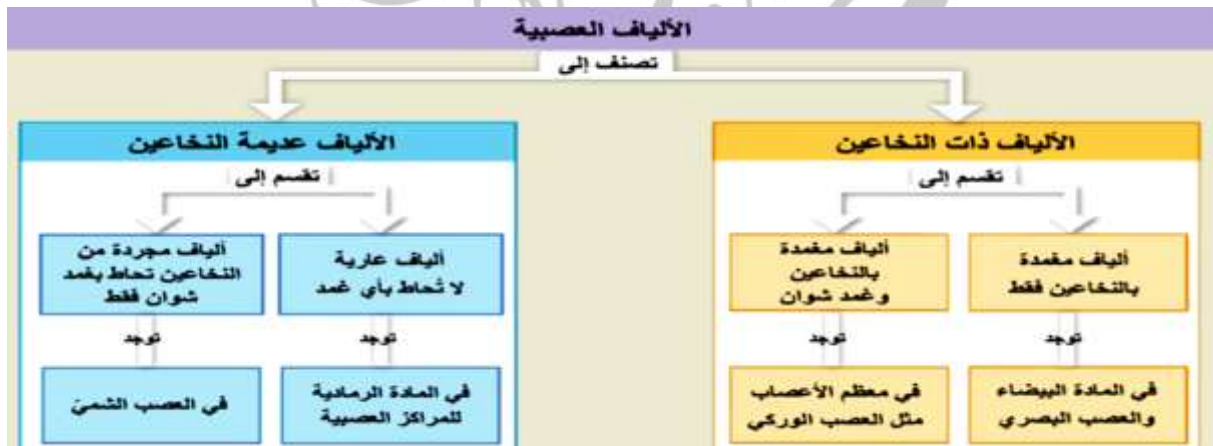 الألياف العصبية
تصنف إلى
الألياف ذات النخاعين
تقسم إلى
ألياف مغمدة
بالنخاعين فقط
توجد
في المادة البيضاء
والعصب البصري
ألياف مغمدة
بالنخاعين
وغمد شوان
توجد
في معظم الأعصاب
مثل العصب الوركي
الألياف عديمة النخاعين
تقسم إلى
ألياف عارية
لا تُحاط بأي غمد
توجد
في المادة الرمادية
للمراكز العصبية
ألياف مجردة من
النخاعين تحاط بغمد
شوان فقط
توجد
في العصب الشمي